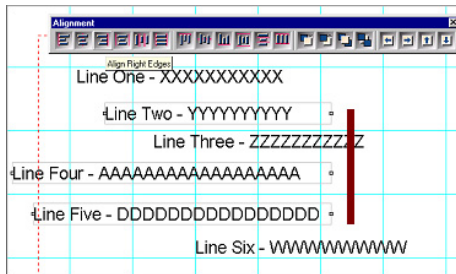 Alignment
Align Right Edges
Line One - XXXXXXXXXXX
Line Two - YYYYYYYYYY
Line Three - ZZZZZZZZZZZ
Line Four - AAAAAAAAAAAAAAAAAA
Line Five - DDDDDDDDDDDDDDDD
Line Six - WWWWWWWWWW